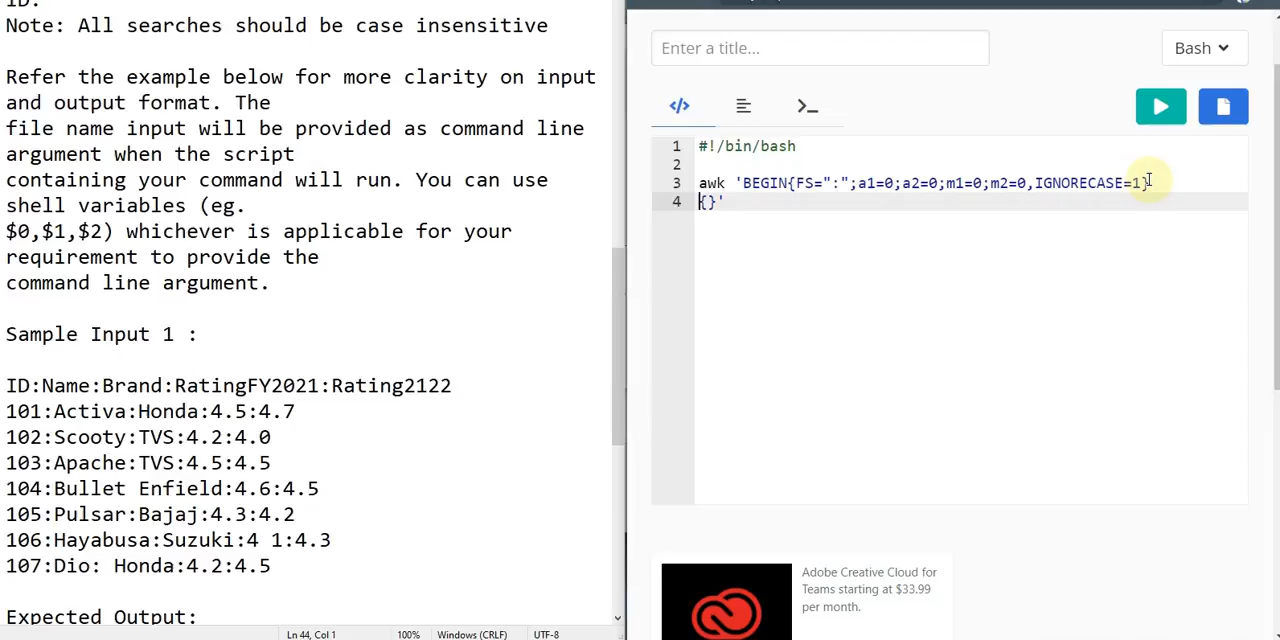 ID:
Note: All searches should be case insensitive
Refer the example below for more clarity on input
and output format. The
file name input will be provided as command line
argument when the script
containing your command will run. You can use
shell variables (eg.
$0,$1,$2) whichever is applicable for your
requirement to provide the
command line argument.
Sample Input 1 :
ID:Name:Brand:RatingFY2021:Rating2122
101:Activa:Honda:4.5:4.7
102:Scooty:TVS:4.2:4.0
103:Apache:TVS:4.5:4.5
104:Bullet Enfield:4.6:4.5
105:Pulsar:Bajaj:4.3:4.2
106:Hayabusa:Suzuki:4 1:4.3
107:Dio: Honda:4.2:4.5
Expected Output:
Ln 44, Col 1
100%
Windows (CRLF)
UTF-8
Enter a title...
Bash
1 #!/bin/bash
2
3 awk 'BEGIN{FS=":";a1=0;a2=0;m1=0;m2=0,IGNORECASE=1}
4 {}'
Adobe Creative Cloud for
Teams starting at $33.99
per month.